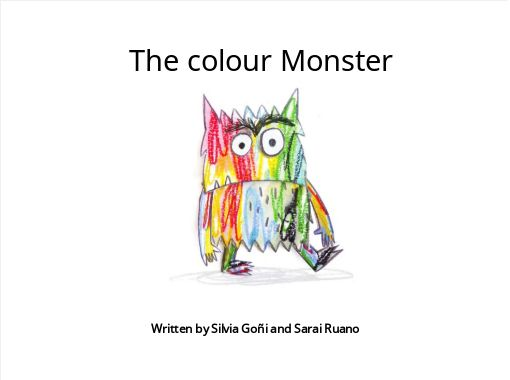 The colour Monster
Written by Silvia Goñi and Sarai Ruano